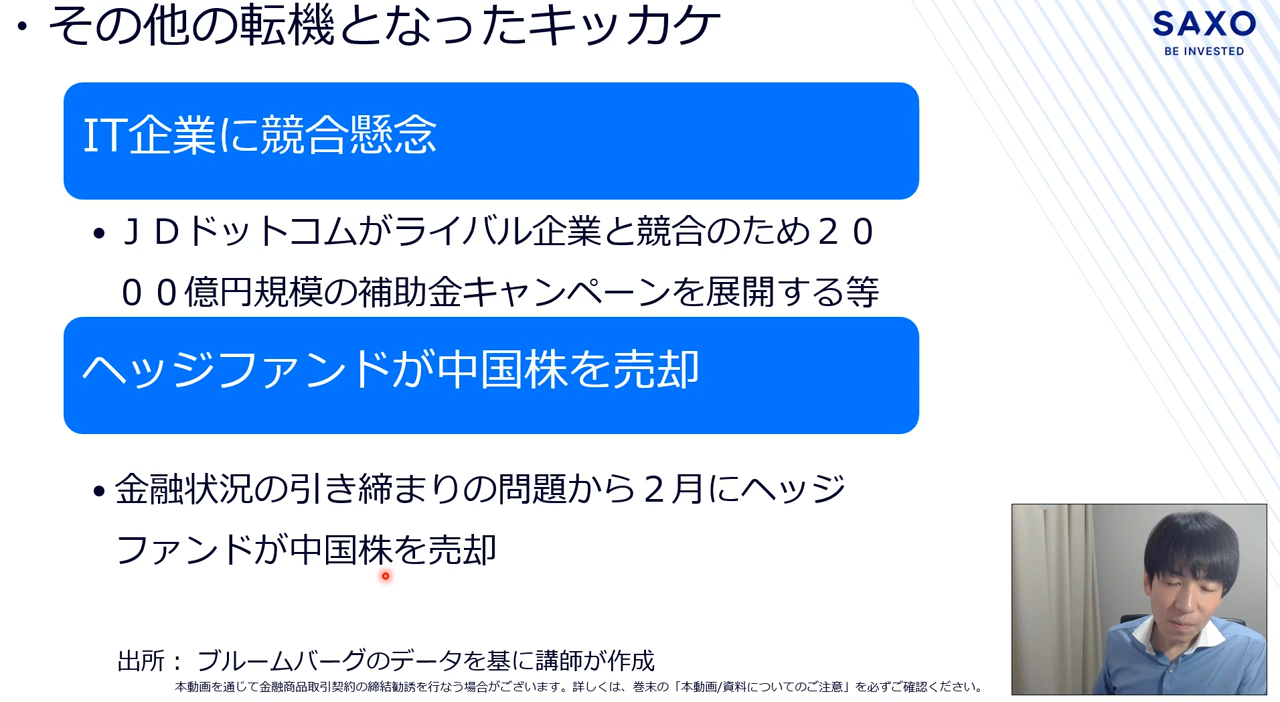 ・その他の転機となったキッカケ
SAXO
BE INVESTED
IT企業に競合懸念
• ＪＤドットコムがライバル企業と競合のため２０
００億円規模の補助金キャンペーンを展開する等
ヘッジファンドが中国株を売却
• 金融状況の引き締まりの問題から２月にヘッジ
ファンドが中国株を売却
出所： ブルームバーグのデータを基に講師が作成
本動画を通じて金融商品取引契約の締結勧誘を行なう場合がございます。詳しくは、巻末の「本動画/資料についてのご注意」を必ずご確認ください。